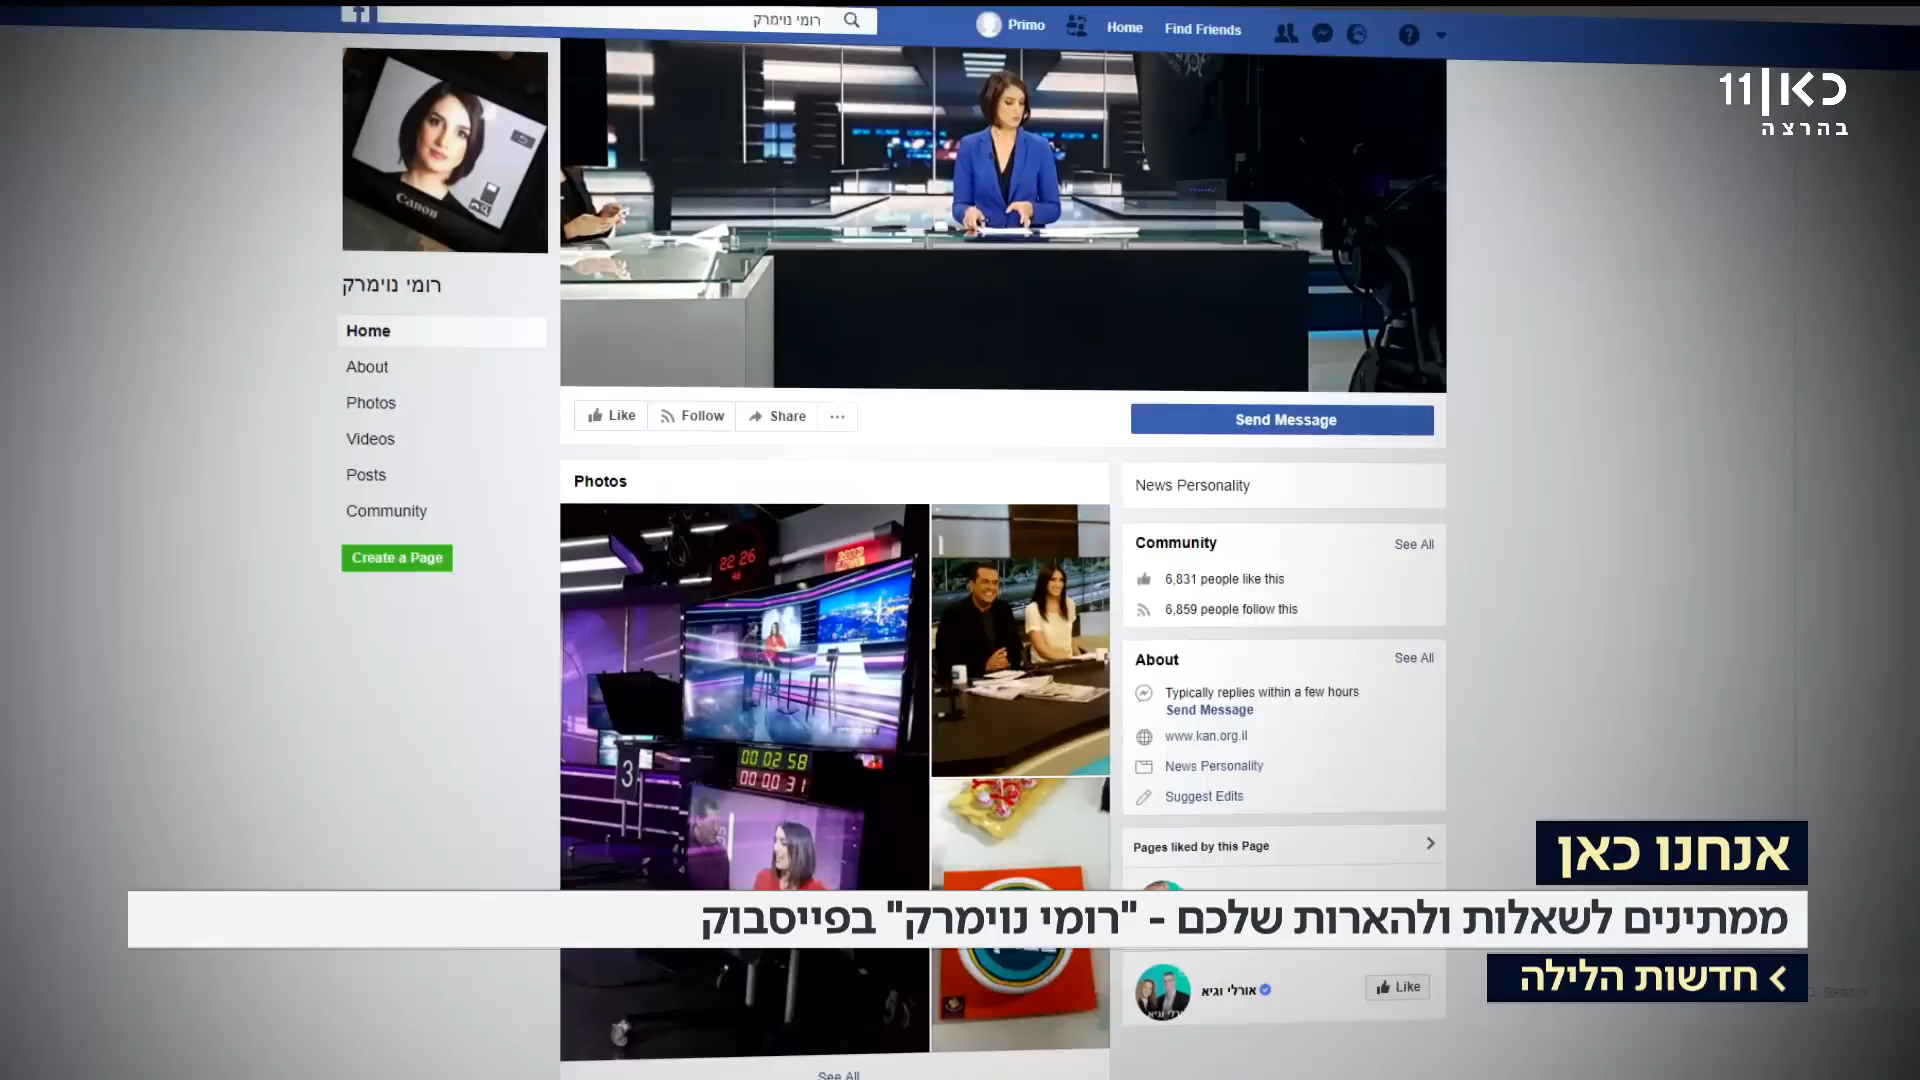 רומי נוימרק
Primo
Home
Find Friends
כאן 11
בהרצה
Canon
רומי נוימרק
Home
About
Photos
Videos
Posts
Community
Create a Page
Like
Follow
Share
Send Message
Photos
22 26
46
3
00 02 58
00 00 31
See All
News Personality
Community
See All
6,831 people like this
6,859 people follow this
About
See All
Typically replies within a few hours
Send Message
www.kan.org.il
News Personality
Suggest Edits
Pages liked by this Page
אורלי וגיא
Like
אנחנו כאן
ממתינים לשאלות ולהארות שלכם - "רומי נוימרק" בפייסבוק
חדשות הלילה
Search